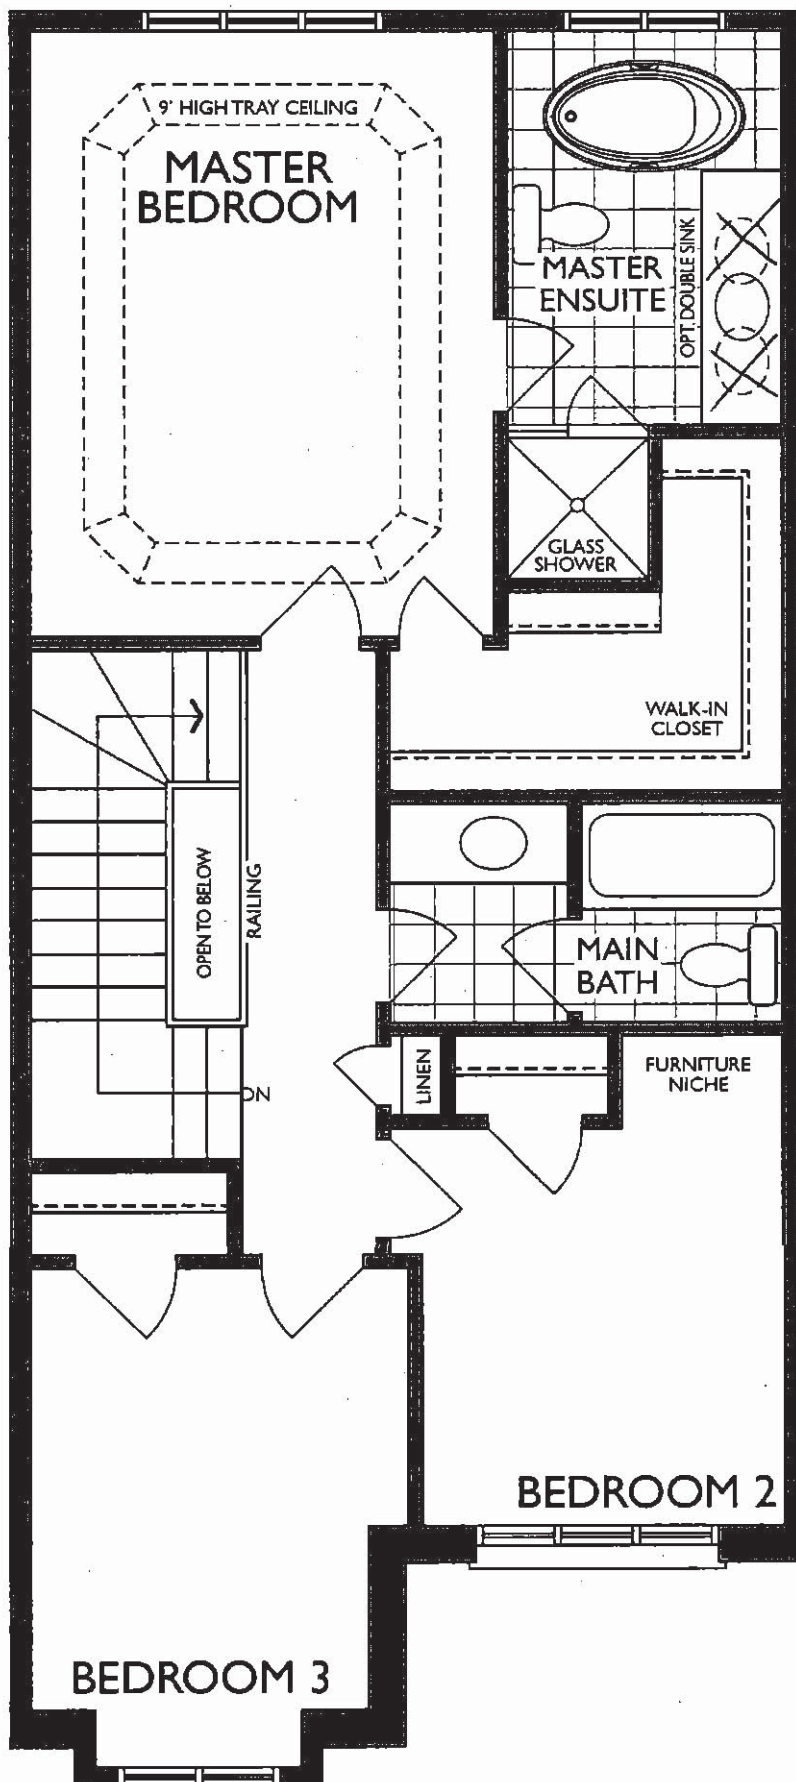 9' HIGH TRAY CEILING
MASTER
BEDROOM
MASTER
ENSUITE
OPT. DOUBLE SINK
GLASS
SHOWER
WALK-IN
CLOSET
OPEN TO BELOW
RAILING
MAIN
BATH
LINEN
FURNITURE
NICHE
DN
BEDROOM 2
BEDROOM 3